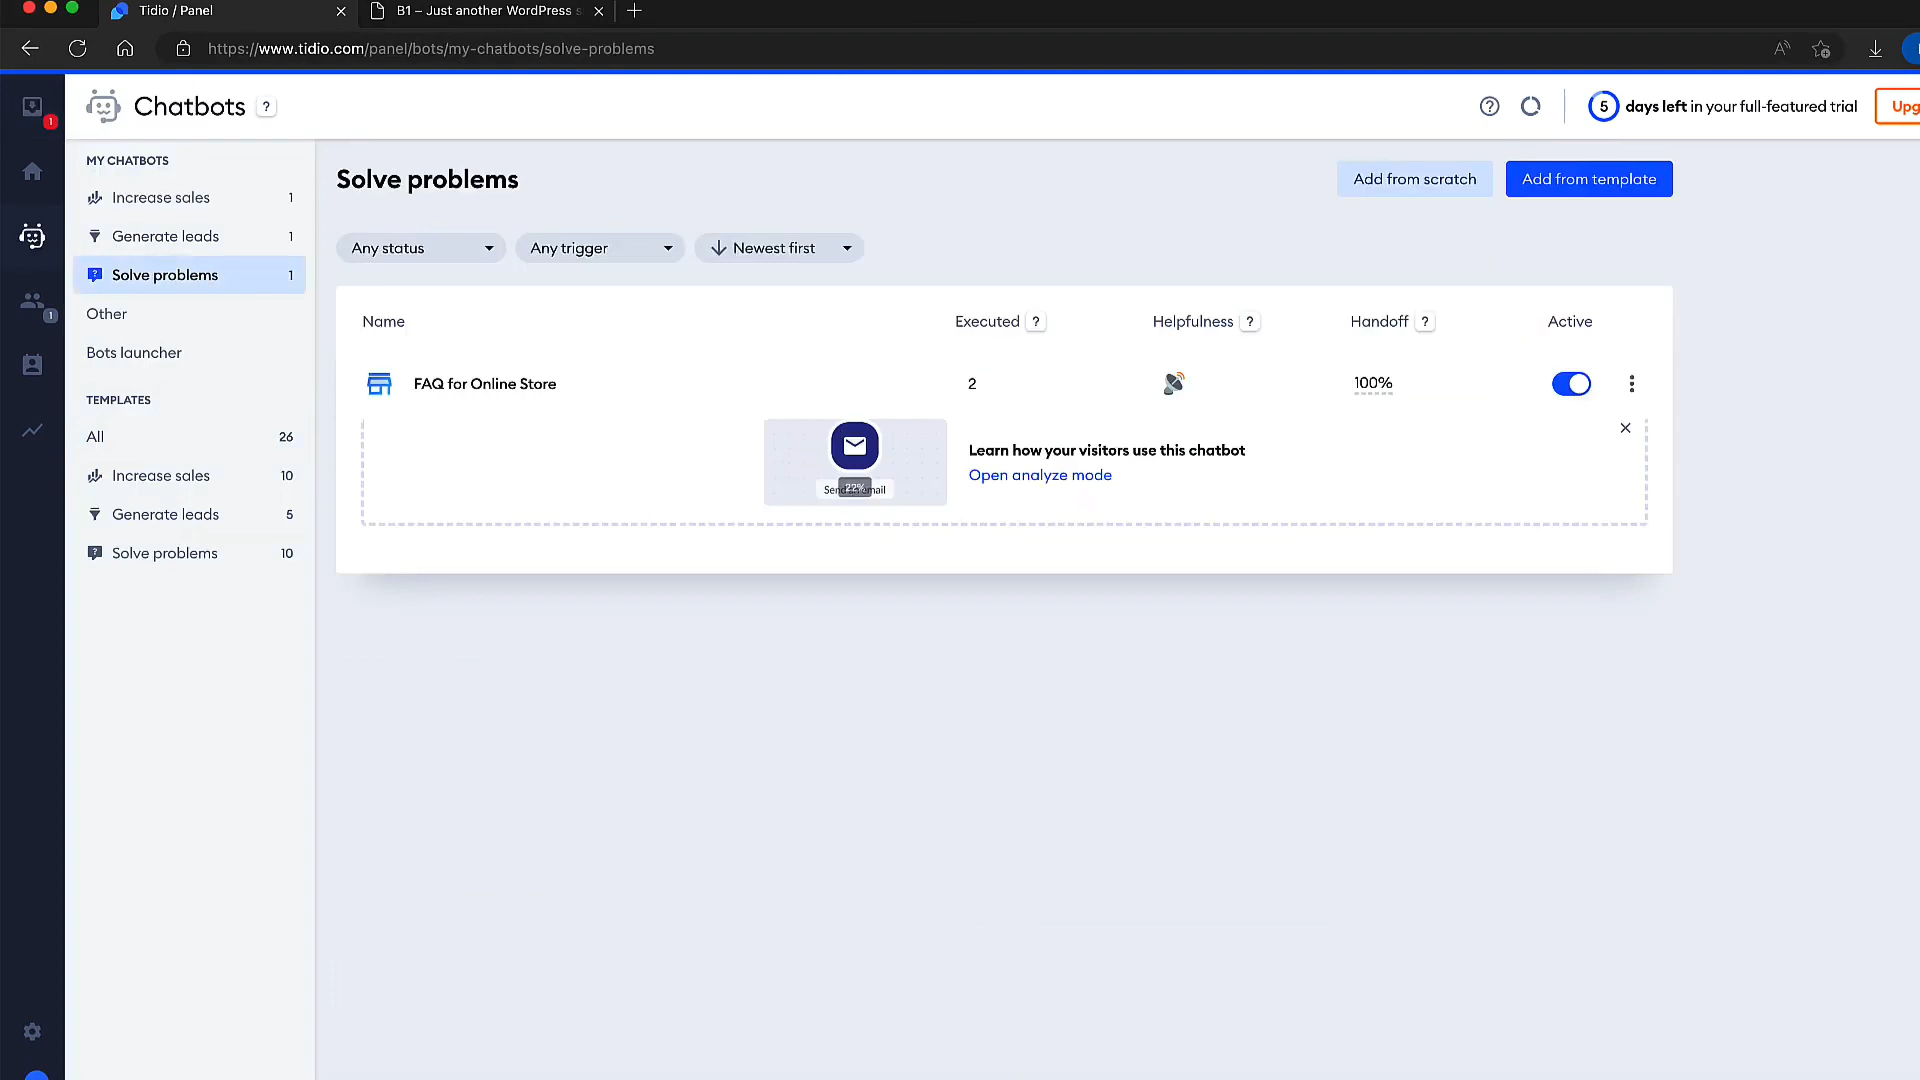 Tidio / Panel
B1 – Just another WordPress s
https://www.tidio.com/panel/bots/my-chatbots/solve-problems
1
Chatbots ?
5 days left in your full-featured trial
Upg
MY CHATBOTS
Increase sales 1
Generate leads 1
Solve problems 1
Other
Bots launcher
TEMPLATES
All 26
Increase sales 10
Generate leads 5
Solve problems 10
1
Solve problems
Add from scratch
Add from template
Any status
Any trigger
Newest first
Name
Executed ?
Helpfulness ?
Handoff ?
Active
FAQ for Online Store
2
100%
22%
Learn how your visitors use this chatbot
Open analyze mode